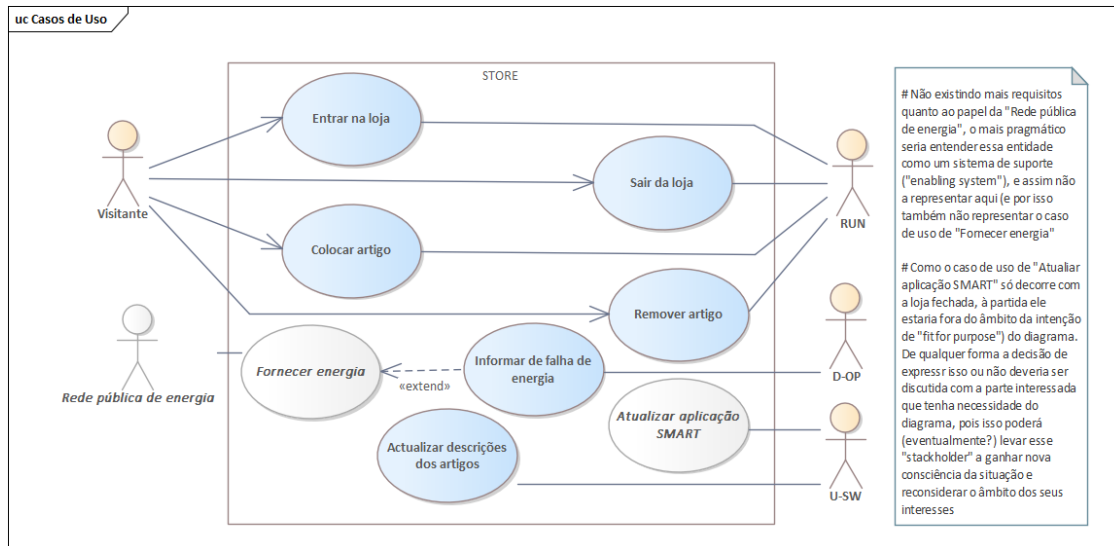 uc Casos de Uso
STORE
Entrar na loja
Sair da loja
Visitante
RUN
Colocar artigo
Remover artigo
Fornecer energia
Informar de falha de
energia
«extend»
D-OP
Rede pública de energia
Atualizar aplicação
SMART
Actualizar descrições
dos artigos
U-SW
# Não existindo mais requisitos
quanto ao papel da "Rede pública
de energia", o mais pragmático
seria entender essa entidade
como um sistema de suporte
("enabling system"), e assim não
a representar aqui (e por isso
também não representar o caso
de uso de "Fornecer energia"
# Como o caso de uso de "Atualiar
aplicação SMART" só decorre com
a loja fechada, à partida ele
estaria fora do âmbito da intenção
de "fit for purpose") do diagrama.
De qualquer forma a decisão de
expressr isso ou não deveria ser
discutida com a parte interessada
que tenha necessidade do
diagrama, pois isso poderá
(eventualmente?) levar esse
"stackholder" a ganhar nova
consciência da situação e
reconsiderar o âmbito dos seus
interesses